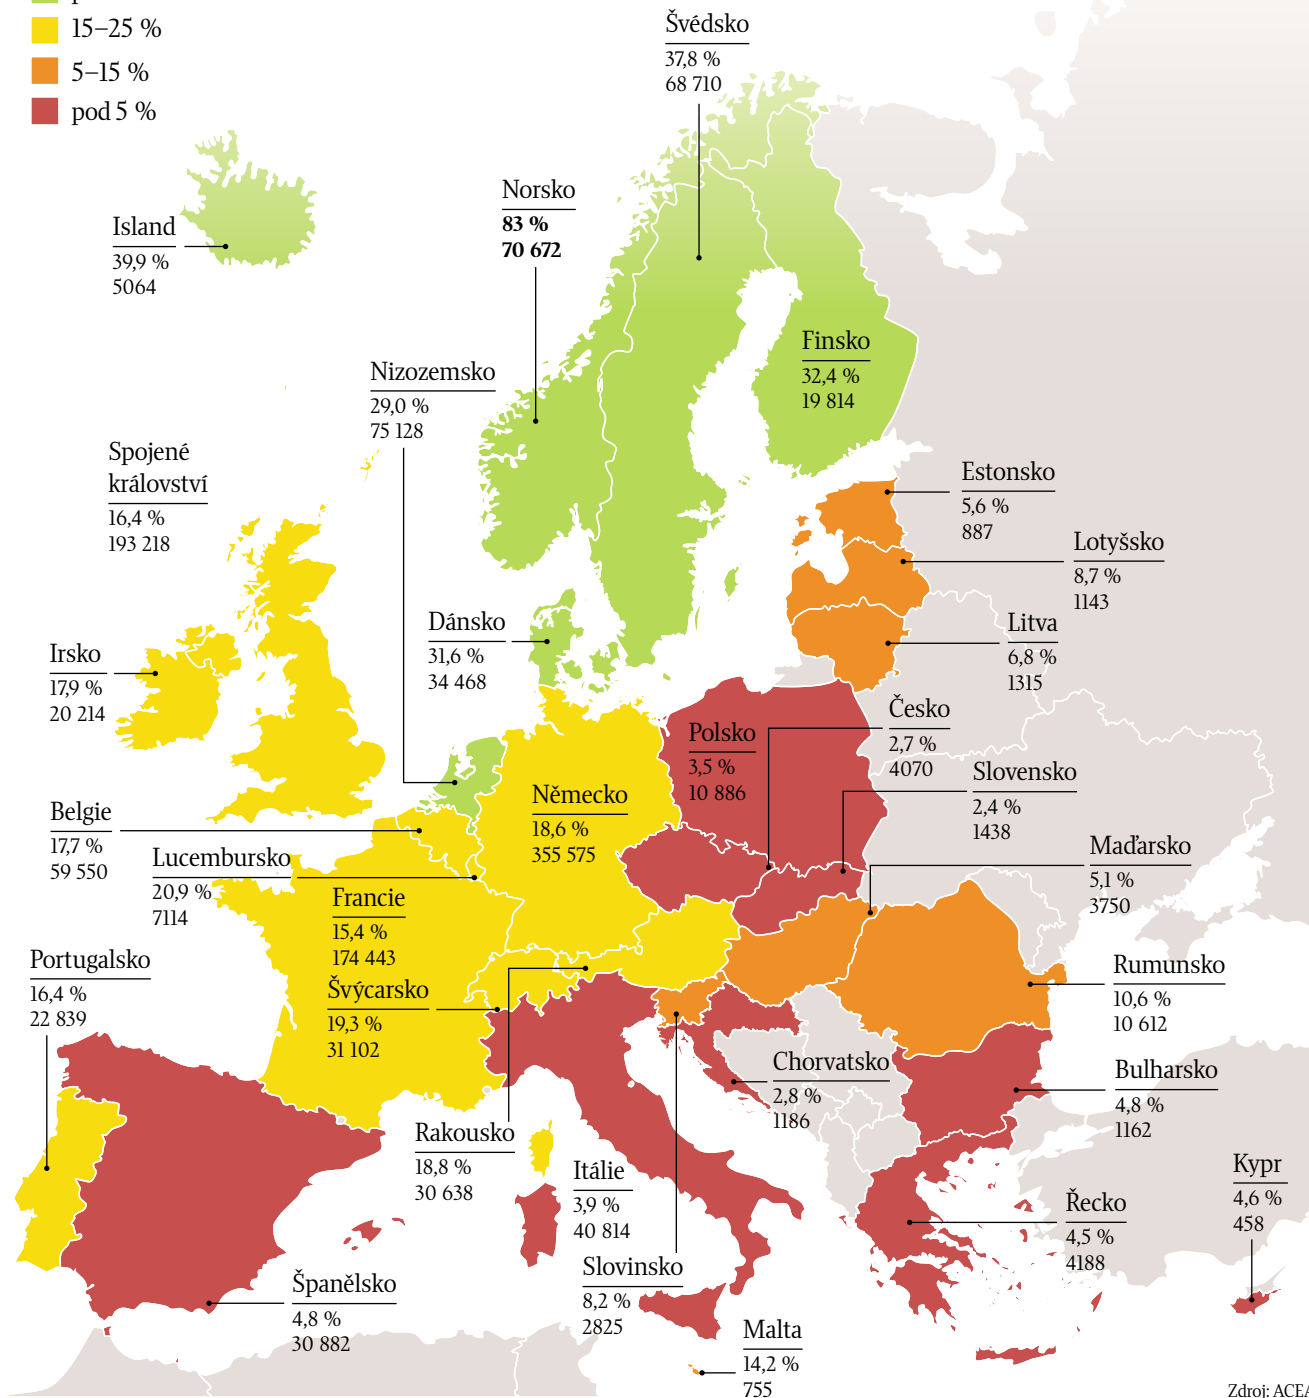 15–25 %
5–15 %
pod 5 %
Švédsko
37,8 %
68 710
Island
39,9 %
5064
Norsko
83 %
70 672
Finsko
32,4 %
19 814
Nizozemsko
29,0 %
75 128
Spojené
království
16,4 %
193 218
Estonsko
5,6 %
887
Lotyšsko
8,7 %
1143
Litva
6,8 %
1315
Dánsko
31,6 %
34 468
Irsko
17,9 %
20 214
Polsko
3,5 %
10 886
Česko
2,7 %
4070
Slovensko
2,4 %
1438
Německo
18,6 %
355 575
Belgie
17,7 %
59 550
Lucembursko
20,9 %
7114
Maďarsko
5,1 %
3750
Francie
15,4 %
174 443
Portugalsko
16,4 %
22 839
Švýcarsko
19,3 %
31 102
Rumunsko
10,6 %
10 612
Chorvatsko
2,8 %
1186
Bulharsko
4,8 %
1162
Rakousko
18,8 %
30 638
Itálie
3,9 %
40 814
Kypr
4,6 %
458
Řecko
4,5 %
4188
Slovinsko
8,2 %
2825
Španělsko
4,8 %
30 882
Malta
14,2 %
755
Zdroj: ACEA